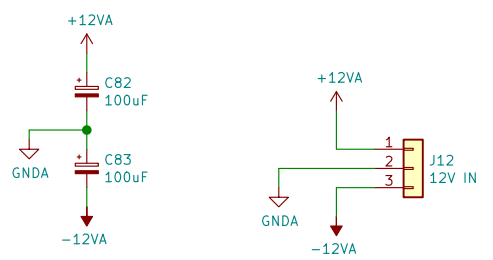 +12VA
+
C82
100uF
GNDA
+
C83
100uF
-12VA
+12VA
1
2
3
J12
12V IN
GNDA
-12VA